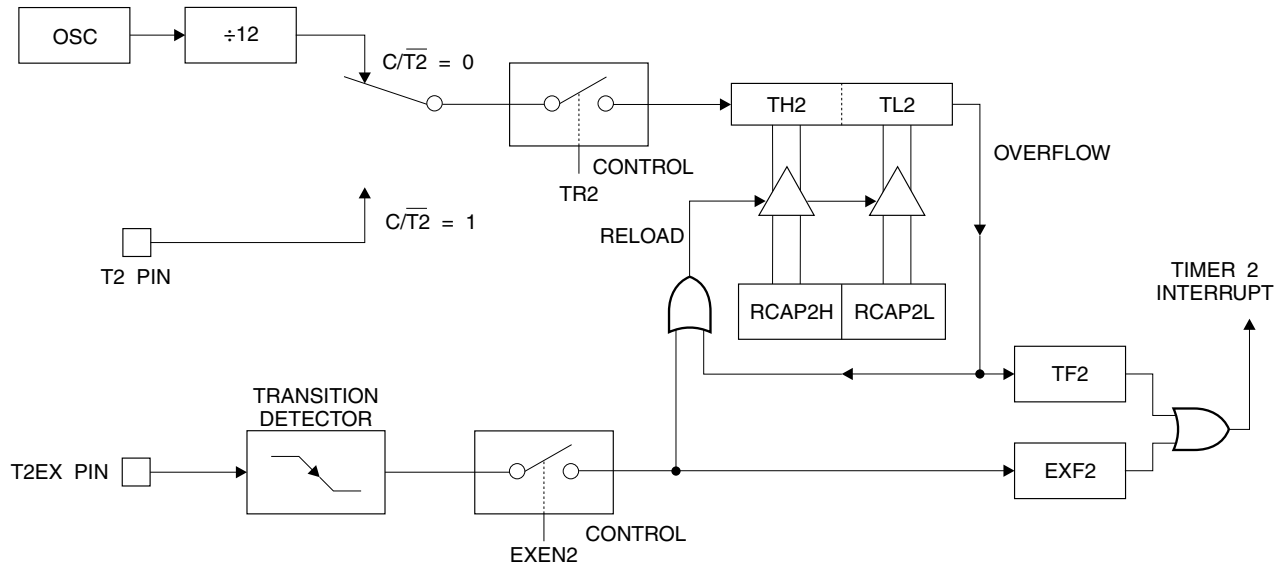 OSC
÷12
C/T2̅ = 0
TH2
TL2
OVERFLOW
CONTROL
TR2
C/T2̅ = 1
T2 PIN
RELOAD
RCAP2H
RCAP2L
TIMER 2
INTERRUPT
TF2
TRANSITION
DETECTOR
T2EX PIN
EXF2
CONTROL
EXEN2